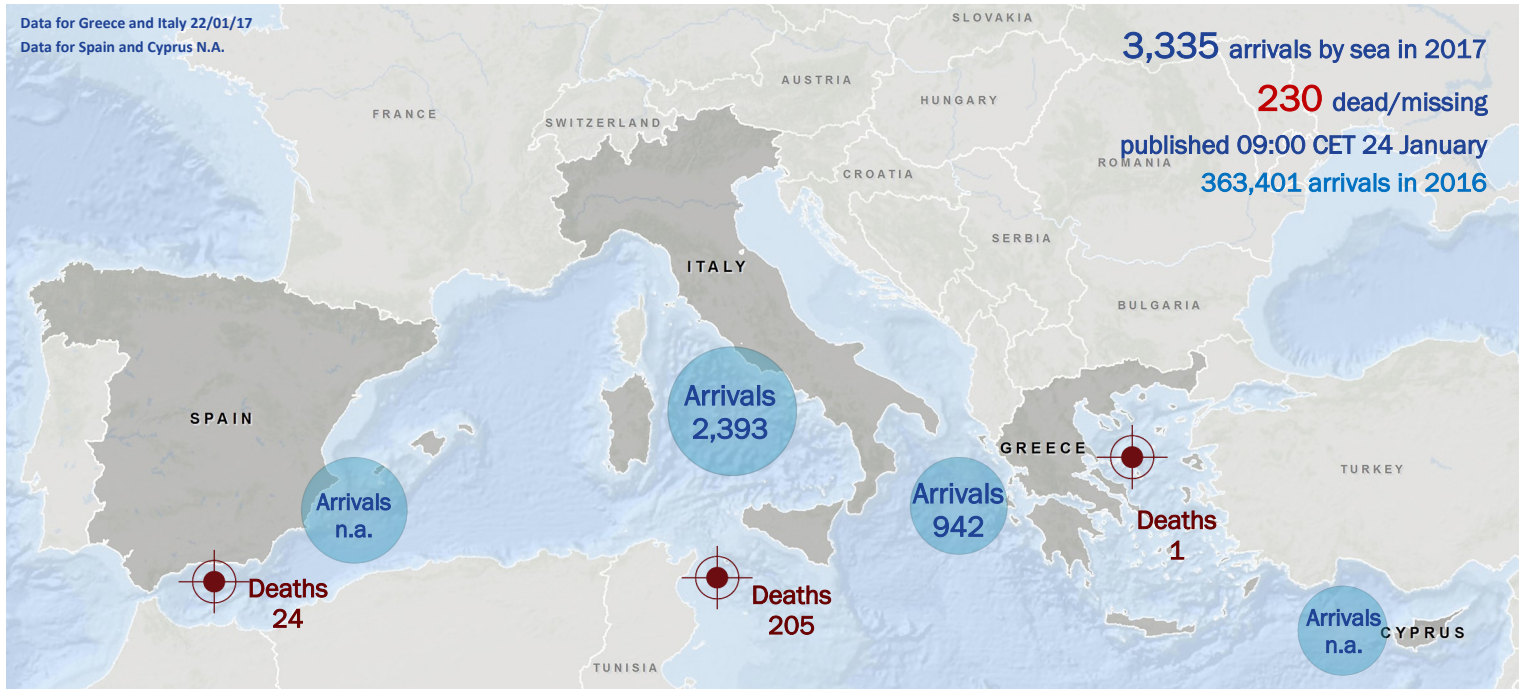 Data for Greece and Italy 22/01/17
Data for Spain and Cyprus N.A.
3,335 arrivals by sea in 2017
230 dead/missing
published 09:00 CET 24 January
363,401 arrivals in 2016
SLOVAKIA
AUSTRIA
HUNGARY
FRANCE
SWITZERLAND
ROMANIA
CROATIA
SERBIA
ITALY
BULGARIA
SPAIN
Arrivals
2,393
GREECE
TURKEY
Arrivals
n.a.
Arrivals
942
Deaths
1
Deaths
24
Deaths
205
Arrivals
n.a.
CYPRUS
TUNISIA